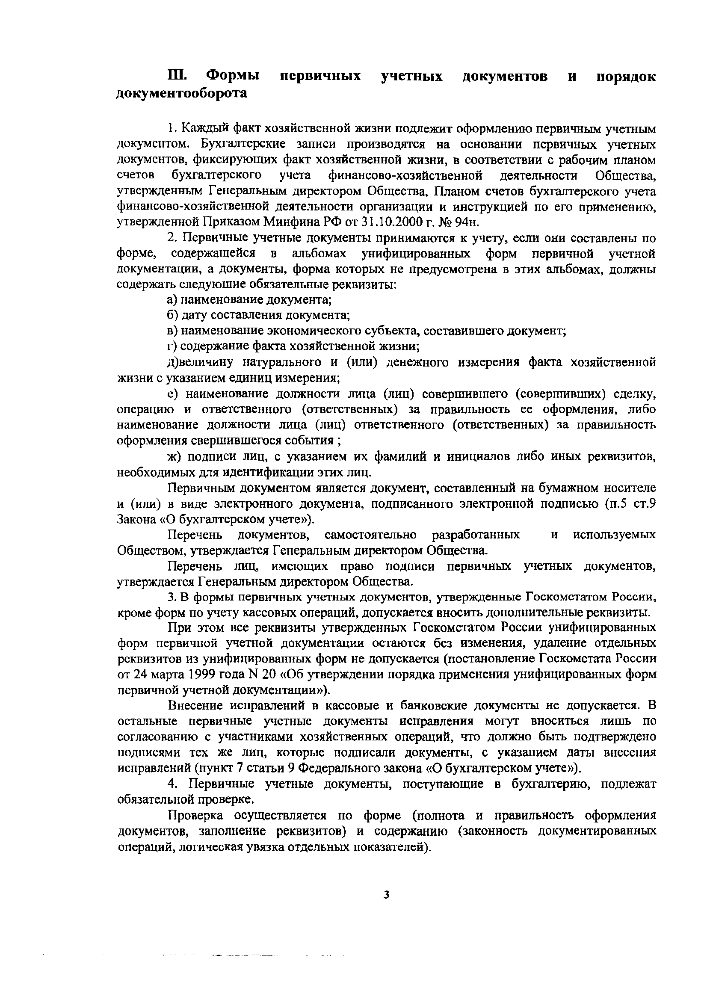 III. Формы первичных учетных документов и порядок
документооборота
1. Каждый факт хозяйственной жизни подлежит оформлению первичным учетным
документом. Бухгалтерские записи производятся на основании первичных учетных
документов, фиксирующих факт хозяйственной жизни, в соответствии с рабочим планом
счетов бухгалтерского учета финансово-хозяйственной деятельности Общества,
утвержденным Генеральным директором Общества, Планом счетов бухгалтерского учета
финансово-хозяйственной деятельности организации и инструкцией по его применению,
утвержденной Приказом Минфина РФ от 31.10.2000 г. № 94н.
2. Первичные учетные документы принимаются к учету, если они составлены по
форме, содержащейся в альбомах унифицированных форм первичной учетной
документации, а документы, форма которых не предусмотрена в этих альбомах, должны
содержать следующие обязательные реквизиты:
а) наименование документа;
б) дату составления документа;
в) наименование экономического субъекта, составившего документ;
г) содержание факта хозяйственной жизни;
д)величину натурального и (или) денежного измерения факта хозяйственной
жизни с указанием единиц измерения;
е) наименование должности лица (лиц) совершившего (совершивших) сделку,
операцию и ответственного (ответственных) за правильность ее оформления, либо
наименование должности лица (лиц) ответственного (ответственных) за правильность
оформления свершившегося события ;
ж) подписи лиц, с указанием их фамилий и инициалов либо иных реквизитов,
необходимых для идентификации этих лиц.
Первичным документом является документ, составленный на бумажном носителе
и (или) в виде электронного документа, подписанного электронной подписью (п.5 ст.9
Закона «О бухгалтерском учете»).
Перечень документов, самостоятельно разработанных и используемых
Обществом, утверждается Генеральным директором Общества.
Перечень лиц, имеющих право подписи первичных учетных документов,
утверждается Генеральным директором Общества.
3. В формы первичных учетных документов, утвержденные Госкомстатом России,
кроме форм по учету кассовых операций, допускается вносить дополнительные реквизиты.
При этом все реквизиты утвержденных Госкомстатом России унифицированных
форм первичной учетной документации остаются без изменения, удаление отдельных
реквизитов из унифицированных форм не допускается (постановление Госкомстата России
от 24 марта 1999 года N 20 «Об утверждении порядка применения унифицированных форм
первичной учетной документации»).
Внесение исправлений в кассовые и банковские документы не допускается. В
остальные первичные учетные документы исправления могут вноситься лишь по
согласованию с участниками хозяйственных операций, что должно быть подтверждено
подписями тех же лиц, которые подписали документы, с указанием даты внесения
исправлений (пункт 7 статьи 9 Федерального закона «О бухгалтерском учете»).
4. Первичные учетные документы, поступающие в бухгалтерию, подлежат
обязательной проверке.
Проверка осуществляется по форме (полнота и правильность оформления
документов, заполнение реквизитов) и содержанию (законность документированных
операций, логическая увязка отдельных показателей).
3